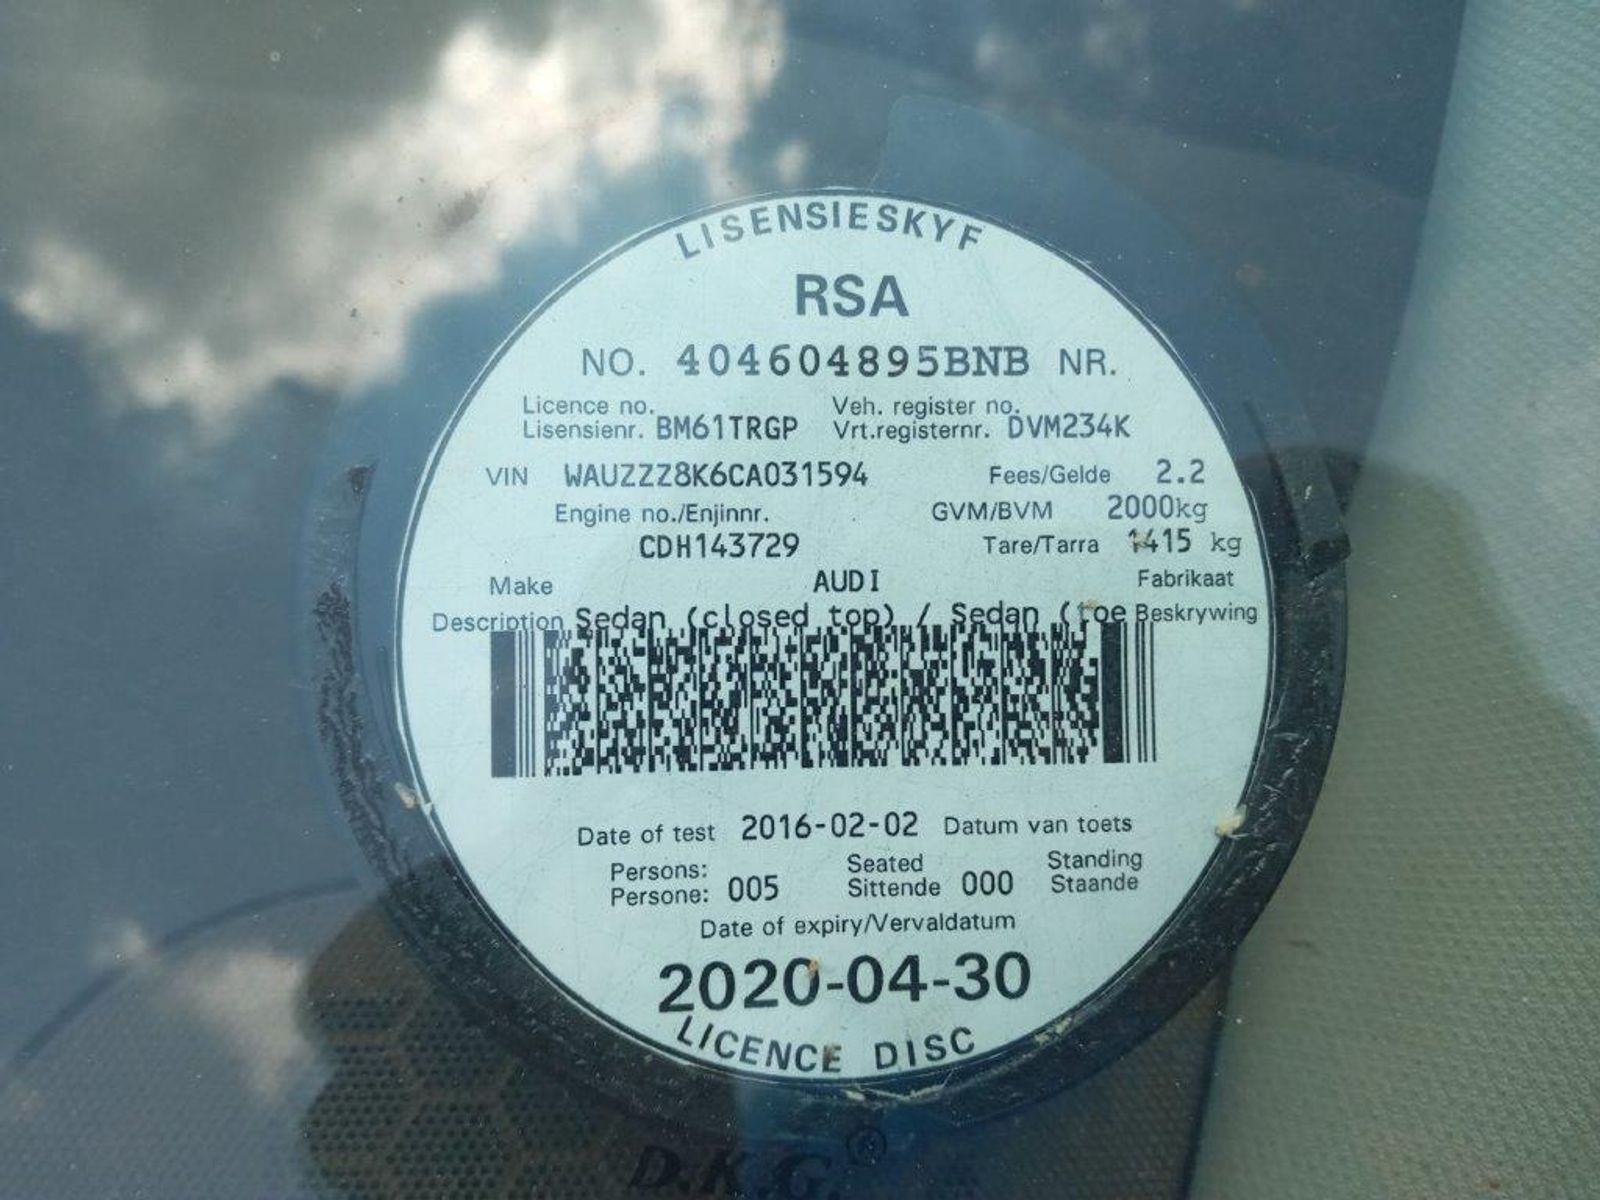 LISENSIESKYF
RSA
NO. 404604895BNB NR.
Licence no. Veh. register no.
Lisensienr. BM61TRGP Vrt.registernr. DVM234K
VIN WAUZZZ8K6CA031594 Fees/Gelde 2.2
Engine no./Enjinnr. GVM/BVM 2000kg
CDH143729 Tare/Tarra 1415 kg
Make AUDI Fabrikaat
Description Sedan (closed top) / Sedan (toe Beskrywing
Date of test 2016-02-02 Datum van toets
Persons: Seated Standing
Persone: 005 Sittende 000 Staande
Date of expiry/Vervaldatum
2020-04-30
LICENCE DISC
D.K.G.®